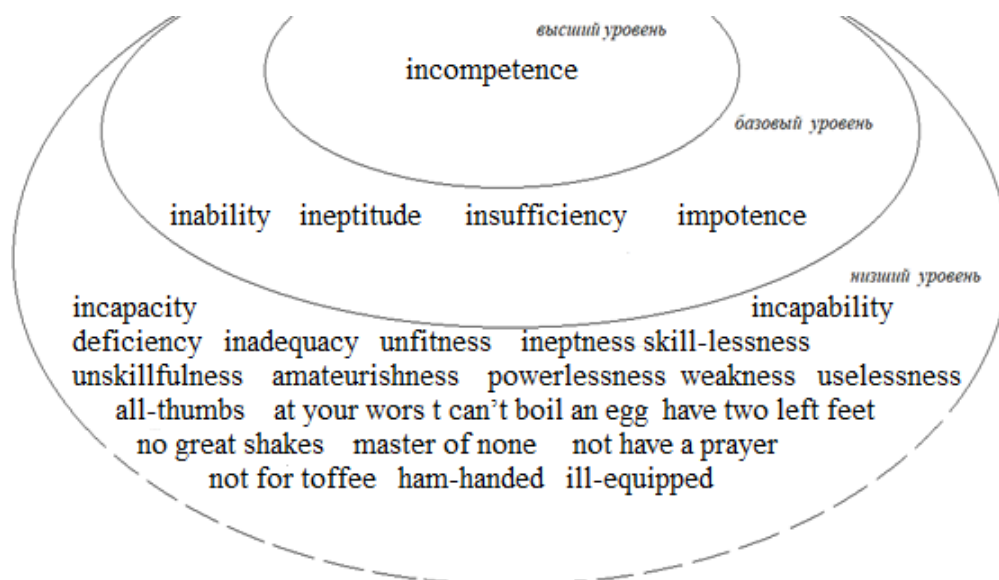 высший уровень
incompetence
базовый уровень
inability ineptitude insufficiency impotence
низший уровень
incapacity incapability
deficiency inadequacy unfitness ineptness skill-lessness
unskillfulness amateurishness powerlessness weakness uselessness
all-thumbs at your wors t can't boil an egg have two left feet
no great shakes master of none not have a prayer
not for toffee ham-handed ill-equipped